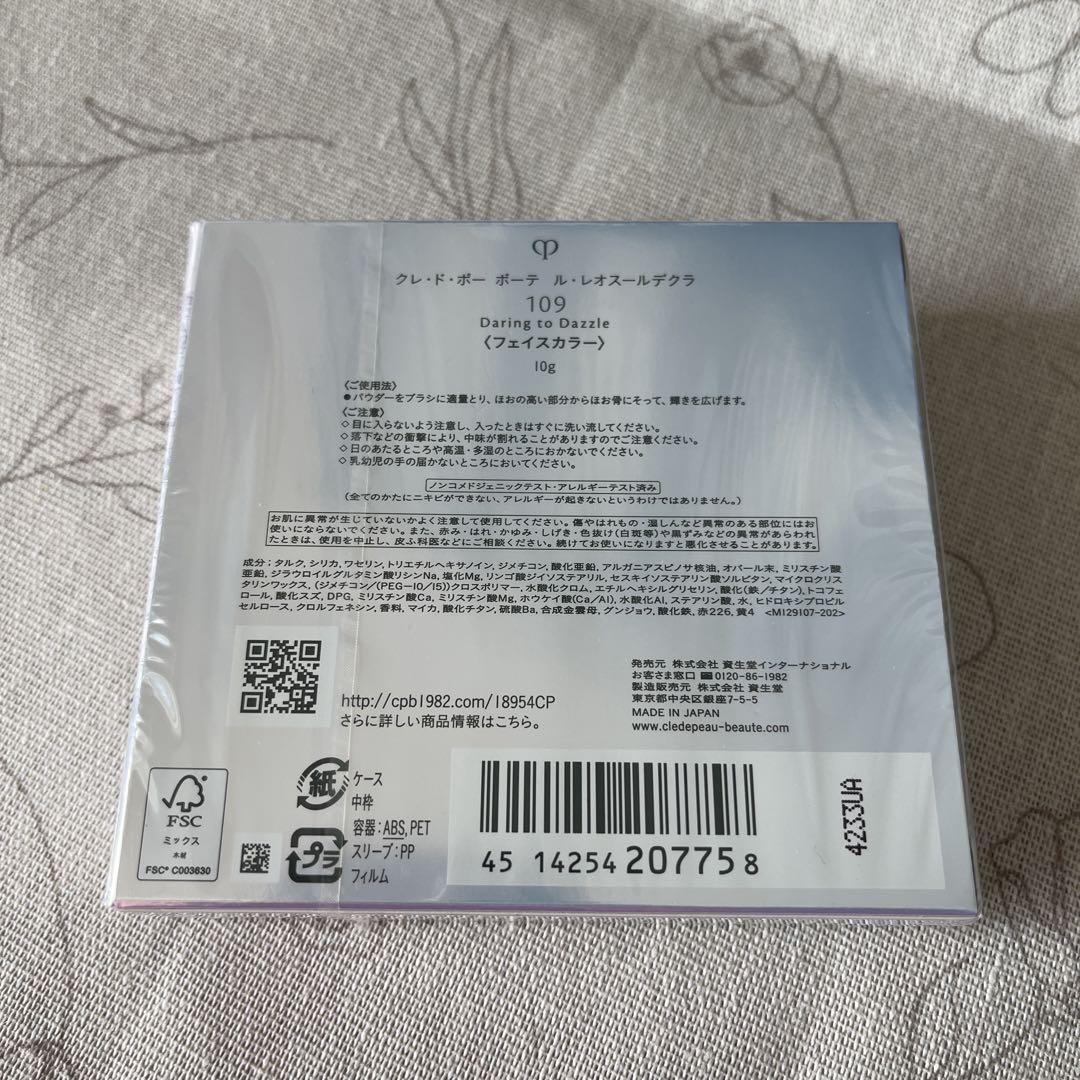 クレ・ド・ポー ボーテ ル・レオスールデクラ
109
Daring to Dazzle
〈フェイスカラー〉
10g
〈ご使用法〉
●パウダーをブラシに適量とり、ほおの高い部分からほお骨にそって、輝きを広げます。
〈ご注意〉
◇目に入らないよう注意し、入ったときはすぐに洗い流してください。
◇落下などの衝撃により、中味が割れることがありますのでご注意ください。
◇日のあたるところや高温・多湿のところにおかないでください。
◇乳幼児の手の届かないところにおいてください。
ノンコメドジェニックテスト・アレルギーテスト済み
(全てのかたにニキビができない、アレルギーが起きないというわけではありません。)
お肌に異常が生じていないかよく注意して使用してください。傷やはれもの・湿しんなど異常のある部位にはお
使いにならないでください。また、赤み・はれ・かゆみ・しげき・色抜け(白斑等)や黒ずみなどの異常があらわれ
たときは、使用を中止し、皮ふ科医などにご相談ください。続けてお使いになりますと悪化させることがあります。
成分:タルク、シリカ、ワセリン、トリエチルヘキサノイン、ジメチコン、酸化亜鉛、アルガニアスピノサ核油、オパール末、ミリスチン酸
亜鉛、ジラウロイルグルタミン酸リシンNa、塩化Mg、リンゴ酸ジイソステアリル、セスキイソステアリン酸ソルビタン、マイクロクリス
タリンワックス、(ジメチコン/(PEG-10/15))クロスポリマー、水酸化クロム、エチルヘキシルグリセリン、酸化(鉄/チタン)、トコフェ
ロール、酸化スズ、DPG、ミリスチン酸Ca、ミリスチン酸Mg、ホウケイ酸(Ca/Al)、水酸化Al、ステアリン酸、水、ヒドロキシプロピル
セルロース、クロルフェネシン、香料、マイカ、酸化チタン、硫酸Ba、合成金雲母、グンジョウ、酸化鉄、赤226、黄4 <M129107-202>
http://cpb1982.com/18954CP
さらに詳しい商品情報はこちら。
発売元 株式会社 資生堂インターナショナル
お客さま窓口 0120-86-1982
製造販売元 株式会社 資生堂
東京都中央区銀座7-5-5
MADE IN JAPAN
www.cledepeau-beaute.com
FSC
ミックス
木材
FSC® C003630
紙
ケース
中枠
プラ
容器:ABS,PET
スリーブ:PP
フィルム
45 14254 207758
4233UA